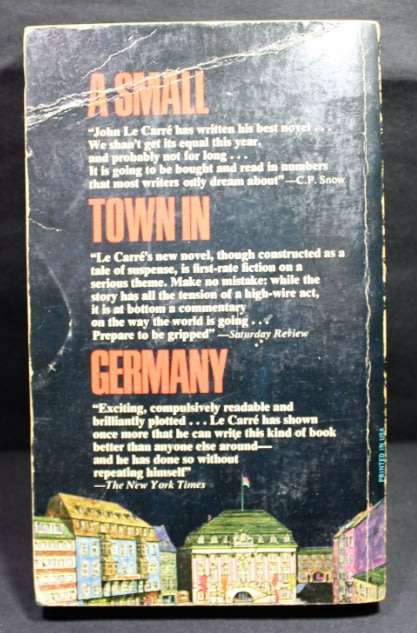 A SMALL
“John Le Carré has written his best novel . . .
We shan't get its equal this year,
and probably not for long . . .
It is going to be bought and read in numbers
that most writers only dream about” —C.P. Snow
TOWN IN
“Le Carré's new novel, though constructed as a
tale of suspense, is first-rate fiction on a
serious theme. Make no mistake: while the
story has all the tension of a high-wire act,
it is at bottom a commentary
on the way the world is going . . .
Prepare to be gripped” —Saturday Review
GERMANY
“Exciting, compulsively readable and
brilliantly plotted . . . Le Carré has shown
once more that he can write this kind of book
better than anyone else around—
and he has done so without
repeating himself”
—The New York Times
PRINTED IN USA